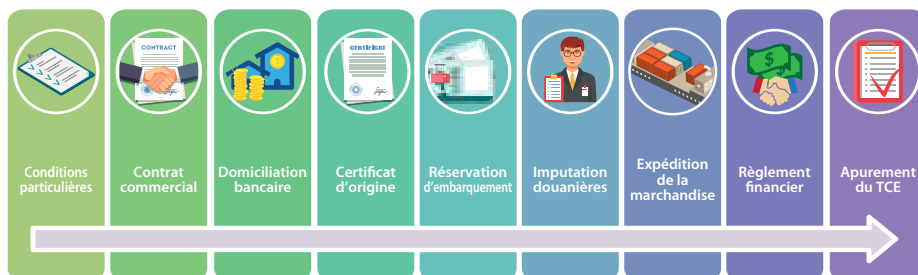 CONTRACT
CERTIFICAT
Conditions
particulières
Contrat
commercial
Domiciliation
bancaire
Certificat
d'origine
Réservation
d'embarquement
Imputation
douanières
Expédition
de la
marchandise
Règlement
financier
Apurement
du TCE